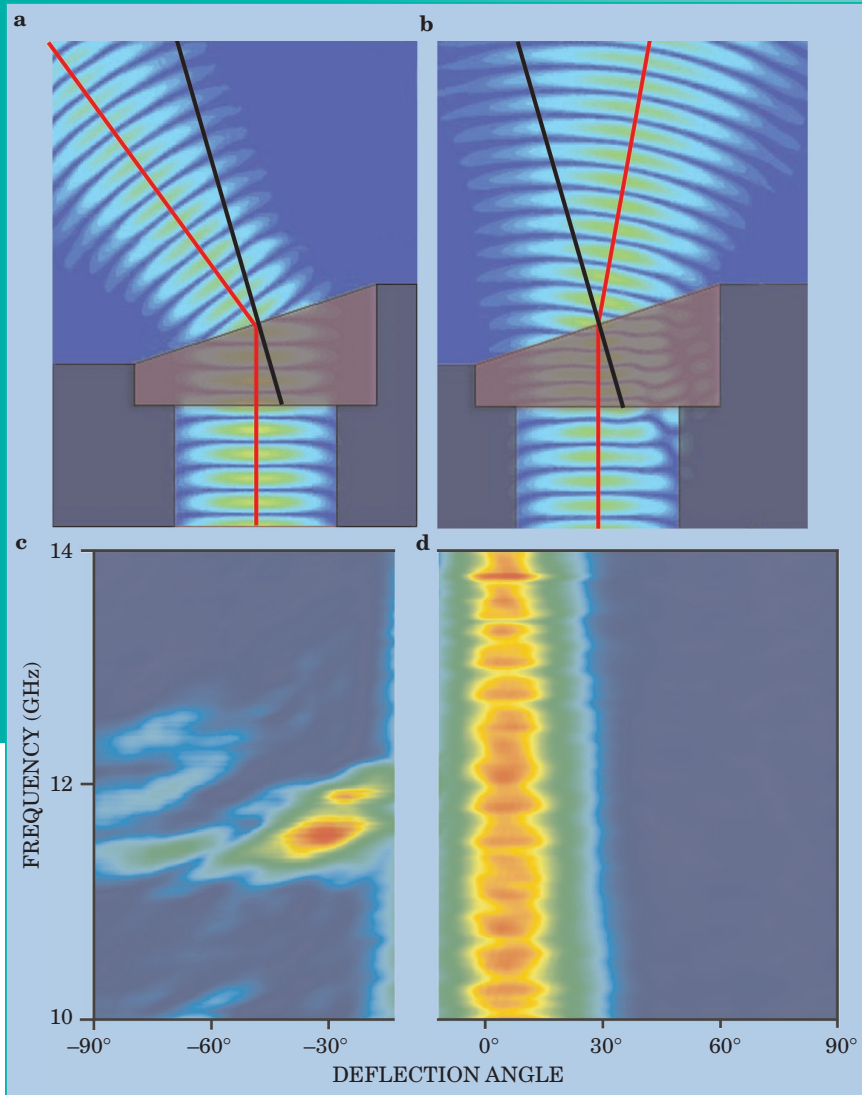 a
b
c
d
14
12
10
FREQUENCY (GHz)
–90°
–60°
–30°
0°
30°
60°
90°
DEFLECTION ANGLE